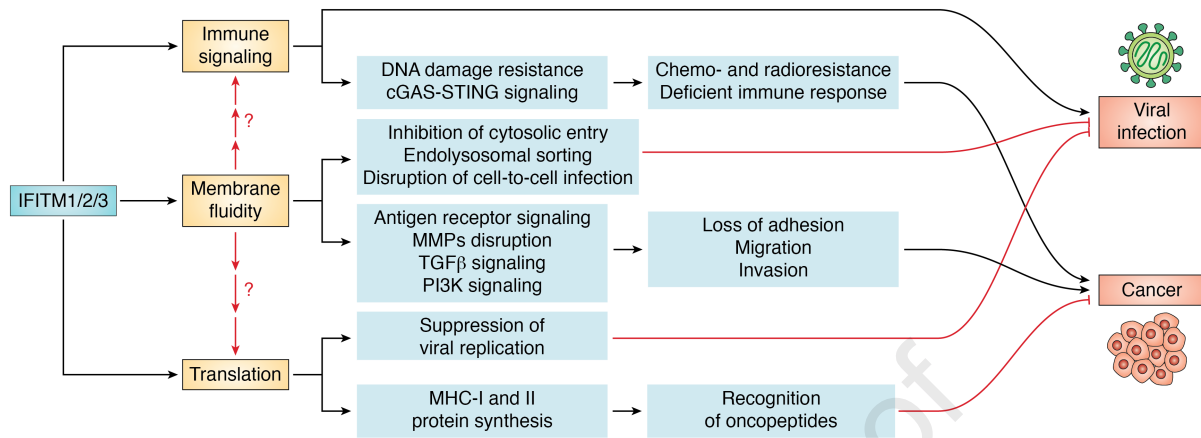 Immune
signaling
DNA damage resistance
cGAS-STING signaling
Chemo- and radioresistance
Deficient immune response
Viral
infection
?
Inhibition of cytosolic entry
Endolysosomal sorting
Disruption of cell-to-cell infection
IFITM1/2/3
Membrane
fluidity
Antigen receptor signaling
MMPs disruption
TGFβ signaling
PI3K signaling
Loss of adhesion
Migration
Invasion
?
Cancer
Suppression of
viral replication
Translation
MHC-I and II
protein synthesis
Recognition
of oncopeptides
of